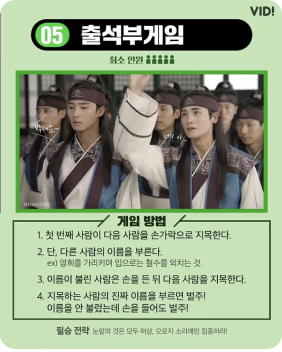 VID!
05 출석부게임
최소 인원
게임 방법
1. 첫 번째 사람이 다음 사람을 손가락으로 지목한다.
2. 단, 다른 사람의 이름을 부른다.
ex) 영희를 가리키며 입으로는 철수를 외치는 것.
3. 이름이 불린 사람은 손을 든 뒤 다음 사람을 지목한다.
4. 지목하는 사람의 진짜 이름을 부르면 벌주!
이름을 안 불렀는데 손을 들어도 벌주!
필승 전략 눈앞의 것은 모두 허상, 오로지 소리에만 집중하라!